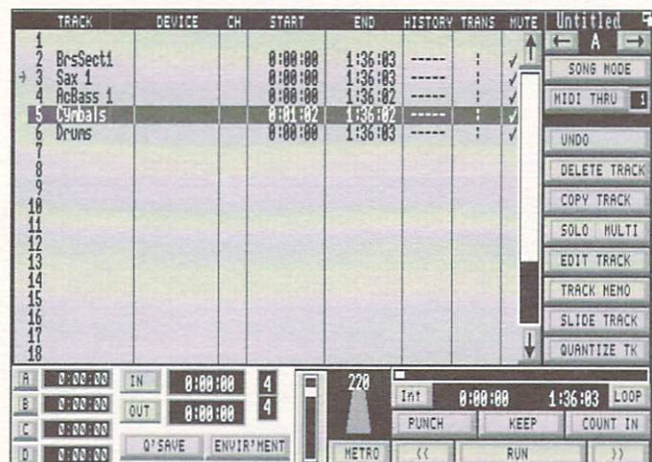 TRACK DEVICE CH START END HISTORY TRANS MUTE Untitled
1
2 BrsSecti 0:00:00 1:36:03 ----- : √
→ 3 Sax 1 0:00:00 1:36:03 ----- : √
4 AcBass 1 0:00:00 1:36:02 ----- : √
5 Cymbals 0:01:02 1:36:02 ----- : √
6 Drums 0:00:00 1:36:03 ----- : √
7
8
9
10
11
12
13
14
15
16
17
18
← A →
SONG MODE
MIDI THRU 1
UNDO
DELETE TRACK
COPY TRACK
SOLO MULTI
EDIT TRACK
TRACK MEMO
SLIDE TRACK
QUANTIZE TK
A 0:00:00 IN 0:00:00 4
B 0:00:00 OUT 0:00:00 4
C 0:00:00
D 0:00:00 Q'SAVE ENVIR'MENT
220
METRO
Int 0:00:00 1:36:03 LOOP
PUNCH KEEP COUNT IN
<< RUN >>